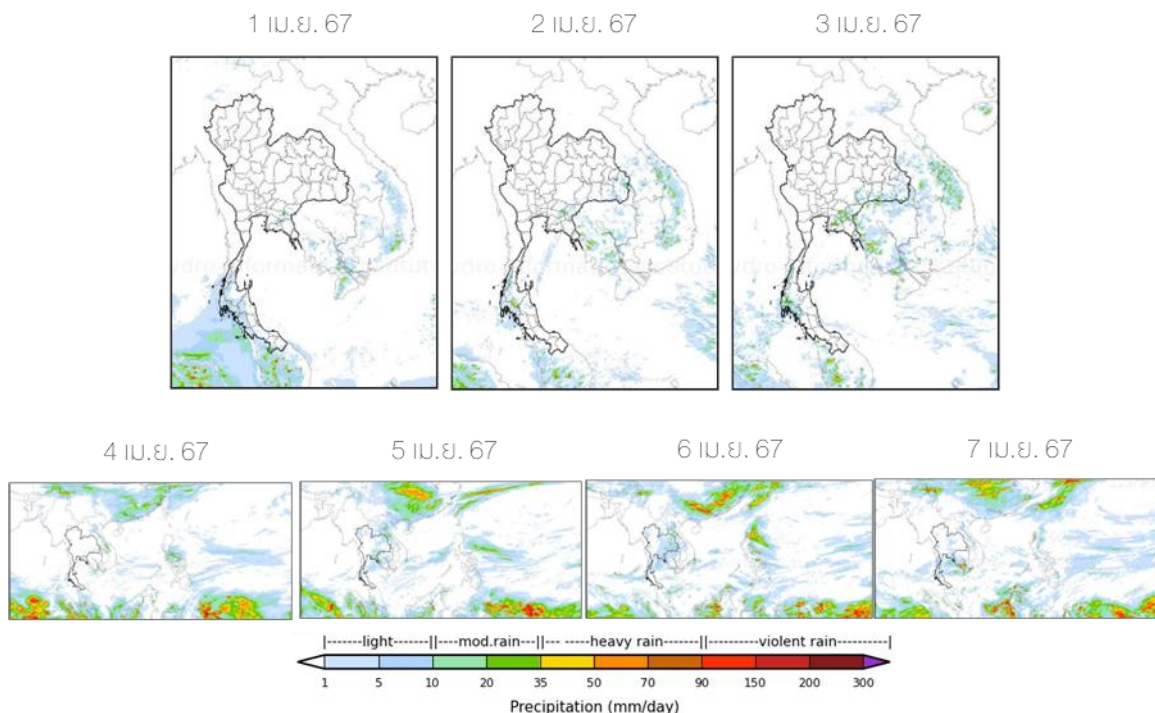 1 เม.ย. 67
2 เม.ย. 67
3 เม.ย. 67
4 เม.ย. 67
5 เม.ย. 67
6 เม.ย. 67
7 เม.ย. 67
|-------light-------||---mod.rain---||--- -----heavy rain-------||---------violent rain---------|
1 5 10 20 35 50 70 90 150 200 300
Precipitation (mm/day)